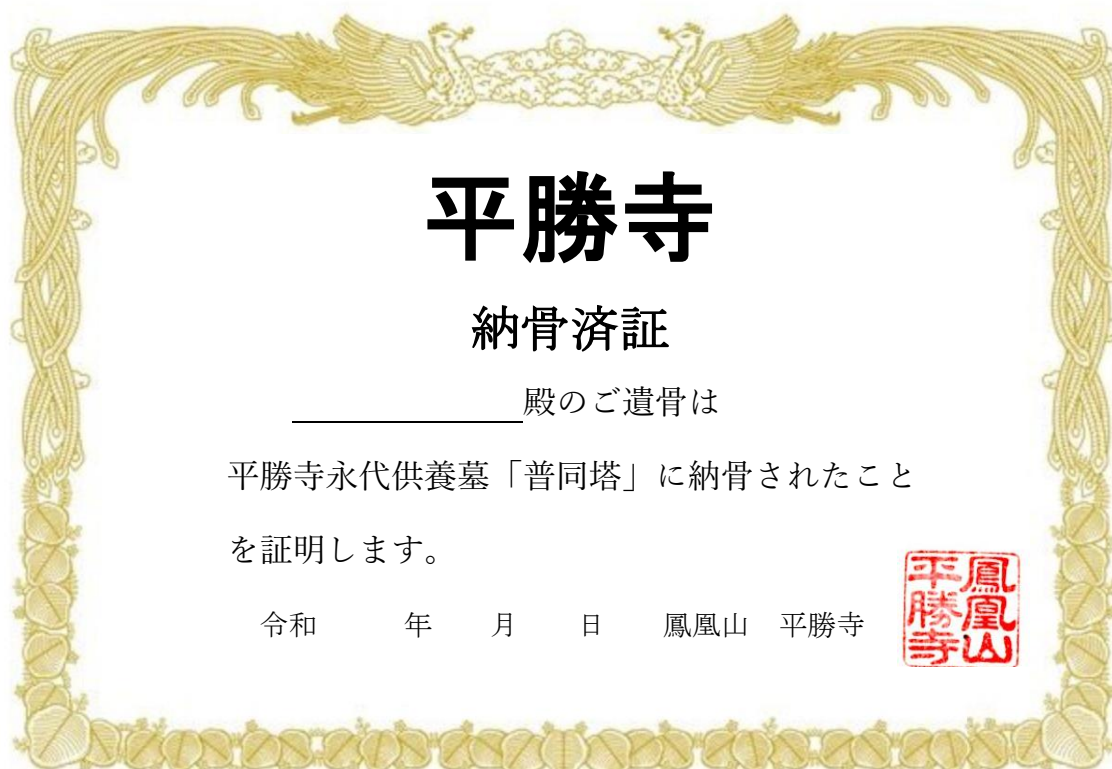 平勝寺
納骨済証
殿のご遺骨は
平勝寺永代供養墓「普同塔」に納骨されたこと
を証明します。
令和　　年　　月　　日　　鳳凰山　平勝寺
鳳凰山
平勝寺